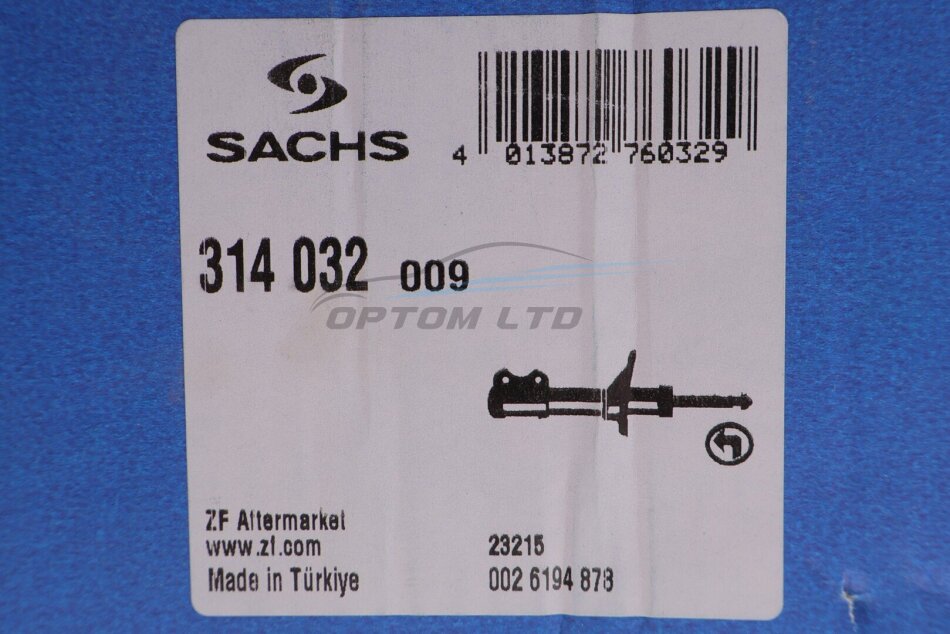 SACHS
4 013872 760329
314 032 009
OPTOM LTD
ZF Aftermarket
www.zf.com
Made in Türkiye
23215
002 6194 878